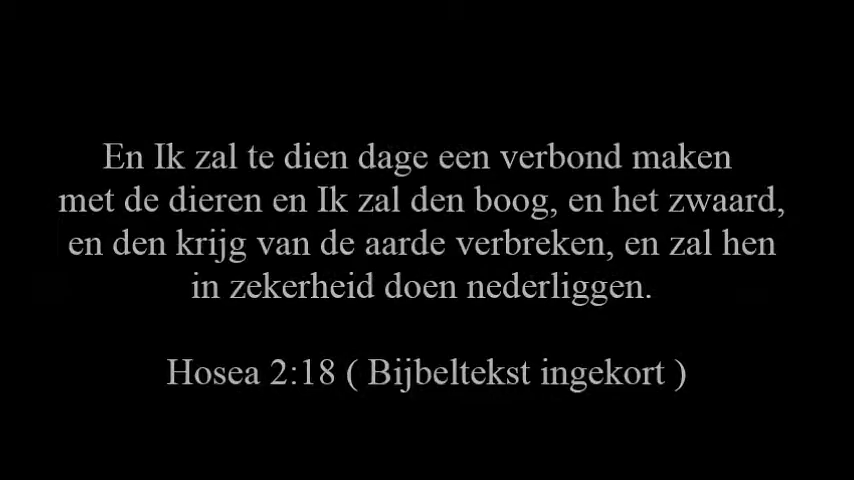 En Ik zal te dien dage een verbond maken
met de dieren en Ik zal den boog, en het zwaard,
en den krijg van de aarde verbreken, en zal hen
in zekerheid doen nederliggen.
Hosea 2:18 ( Bijbeltekst ingekort )